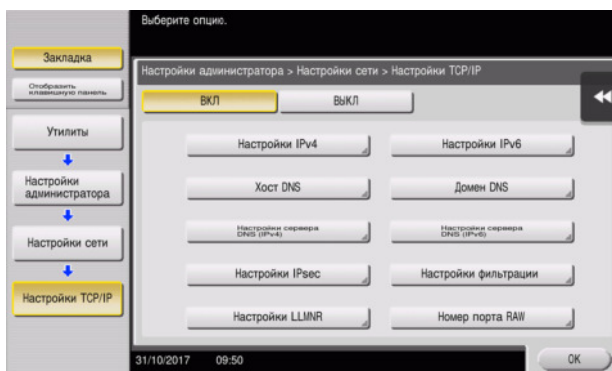 Выберите опцию.
Закладка
Отобразить
клавишную панель
Утилиты
Настройки
администратора
Настройки сети
Настройки TCP/IP
Настройки администратора > Настройки сети > Настройки TCP/IP
ВКЛ ВЫКЛ
Настройки IPv4 Настройки IPv6
Хост DNS Домен DNS
Настройки сервера
DNS (IPv4)
Настройки сервера
DNS (IPv6)
Настройки IPsec Настройки фильтрации
Настройки LLMNR Номер порта RAW
31/10/2017 09:50
OK